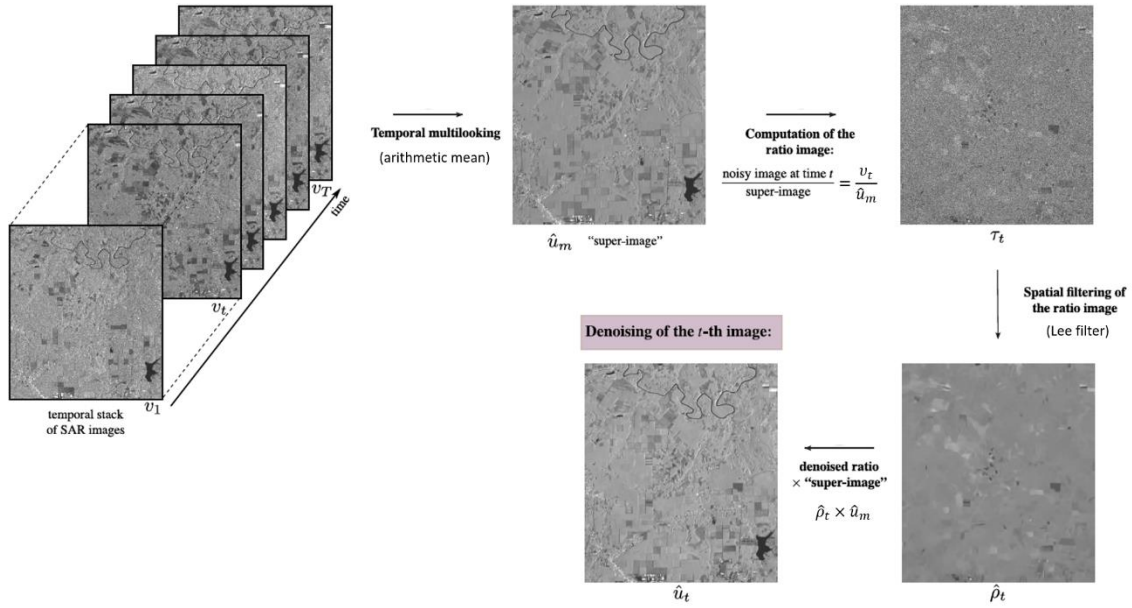 v_T
time
v_t
v_1
temporal stack
of SAR images
Temporal multilooking
(arithmetic mean)
û_m "super-image"
Computation of the
ratio image:
noisy image at time t / super-image = v_t / û_m
τ_t
Spatial filtering of
the ratio image
(Lee filter)
ρ̂_t
denoised ratio
× "super-image"
ρ̂_t × û_m
Denoising of the t-th image:
û_t